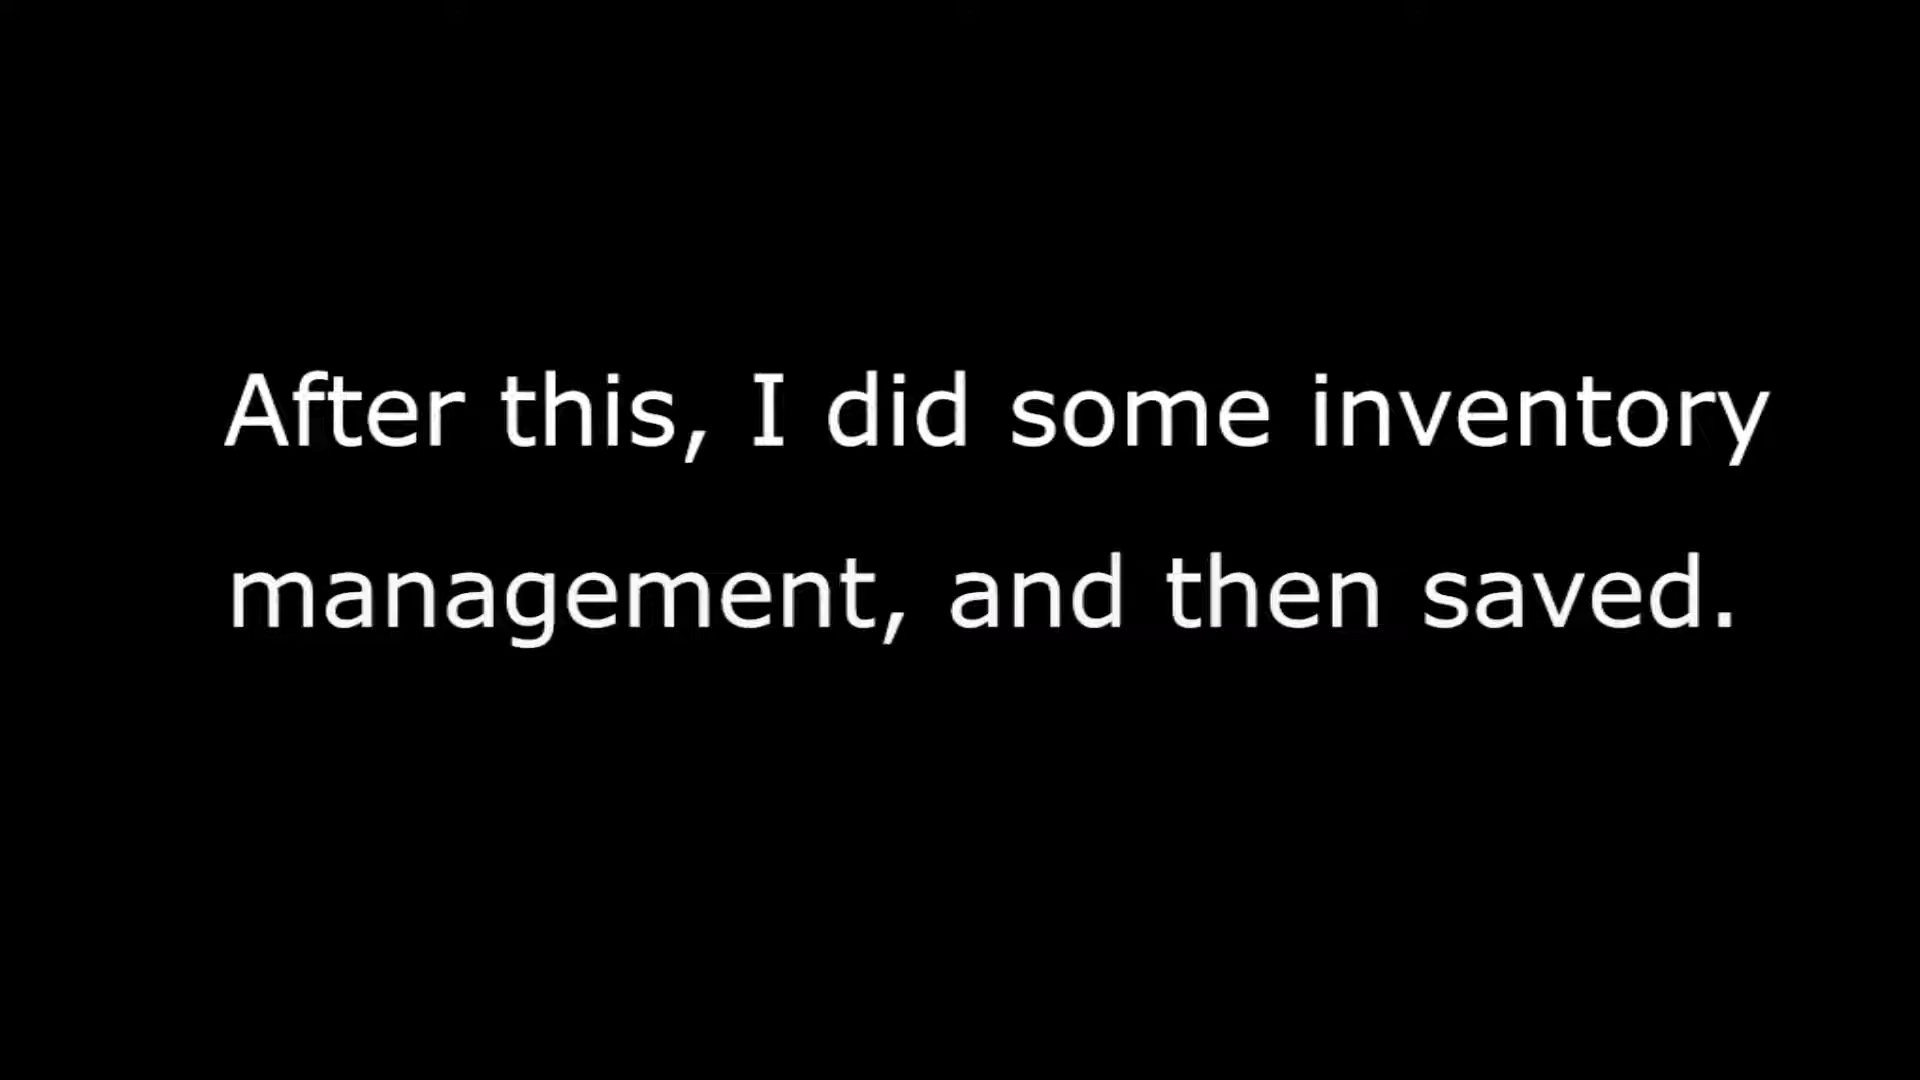 After this, I did some inventory
management, and then saved.